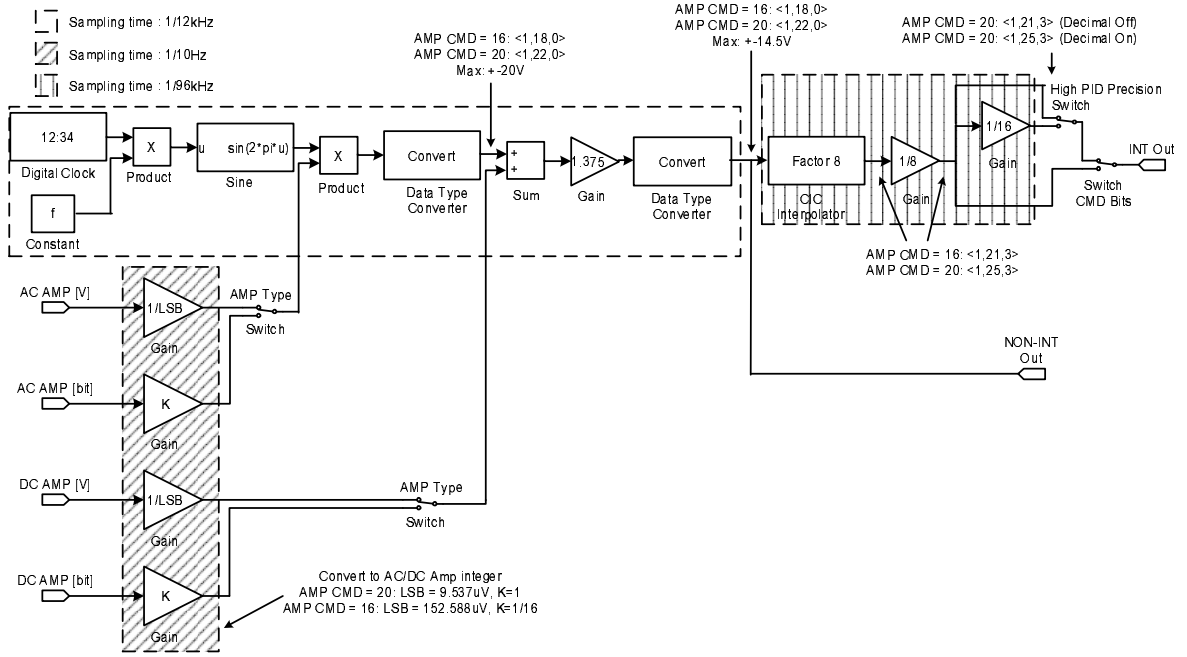 Sampling time : 1/12kHz
Sampling time : 1/10Hz
Sampling time : 1/96kHz
AMP CMD = 16: <1,18,0>
AMP CMD = 20: <1,22,0>
Max: +-20V
AMP CMD = 16: <1,18,0>
AMP CMD = 20: <1,22,0>
Max: +-14.5V
AMP CMD = 20: <1,21,3> (Decimal Off)
AMP CMD = 20: <1,25,3> (Decimal On)
High PID Precision
Switch
12:34
Digital Clock
X
Product
u
sin(2*pi*u)
Sine
X
Product
Convert
Data Type
Converter
+
+
Sum
1.375
Gain
Convert
Data Type
Converter
Factor 8
CIC
Interpolator
1/8
Gain
1/16
Gain
INT Out
Switch
CMD Bits
f
Constant
AMP CMD = 16: <1,21,3>
AMP CMD = 20: <1,25,3>
AC AMP [V]
1/LSB
Gain
AMP Type
Switch
NON-INT
Out
AC AMP [bit]
K
Gain
DC AMP [V]
1/LSB
Gain
AMP Type
Switch
DC AMP [bit]
K
Gain
Convert to AC/DC Amp integer
AMP CMD = 20: LSB = 9.537uV, K=1
AMP CMD = 16: LSB = 152.588uV, K=1/16